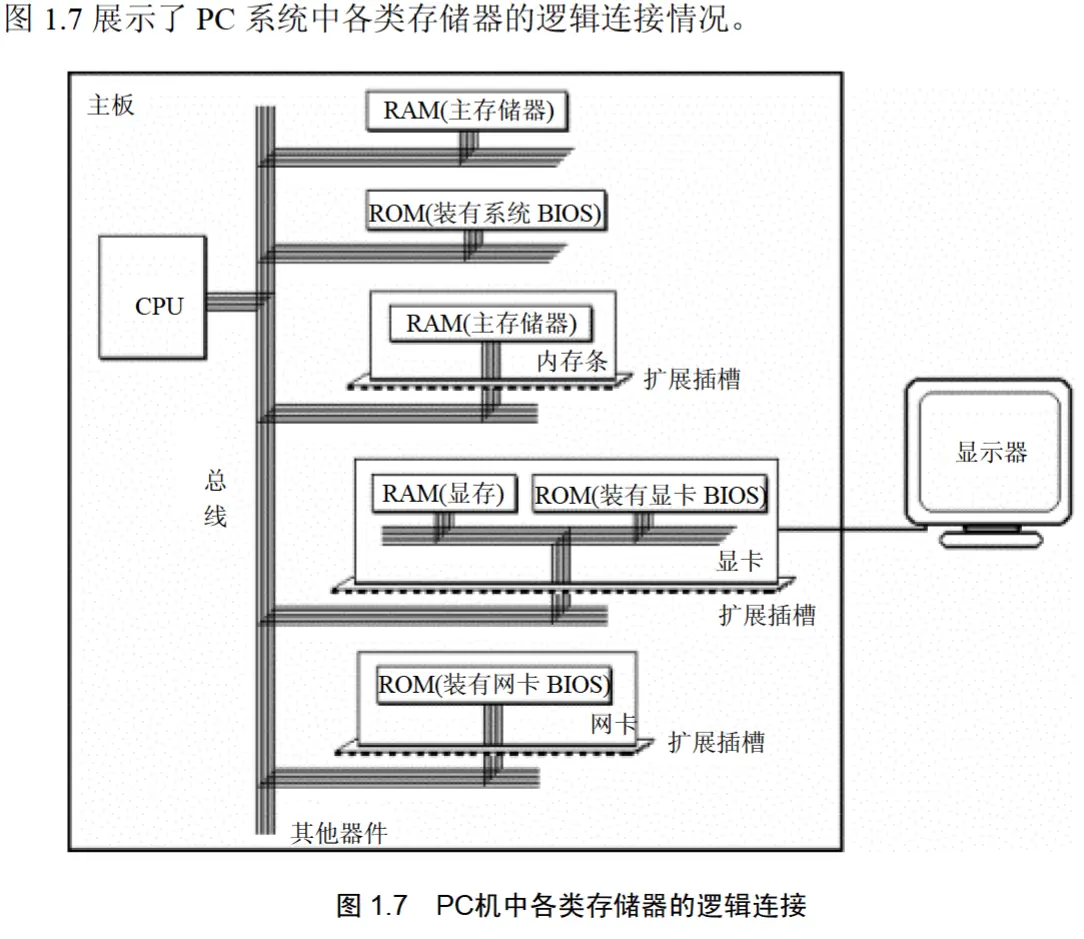 图 1.7 展示了 PC 系统中各类存储器的逻辑连接情况。
主板
RAM(主存储器)
ROM(装有系统 BIOS)
CPU
RAM(主存储器)
内存条
扩展插槽
总
线
RAM(显存)
ROM(装有显卡 BIOS)
显卡
扩展插槽
显示器
ROM(装有网卡 BIOS)
网卡
扩展插槽
其他器件
图 1.7 PC机中各类存储器的逻辑连接